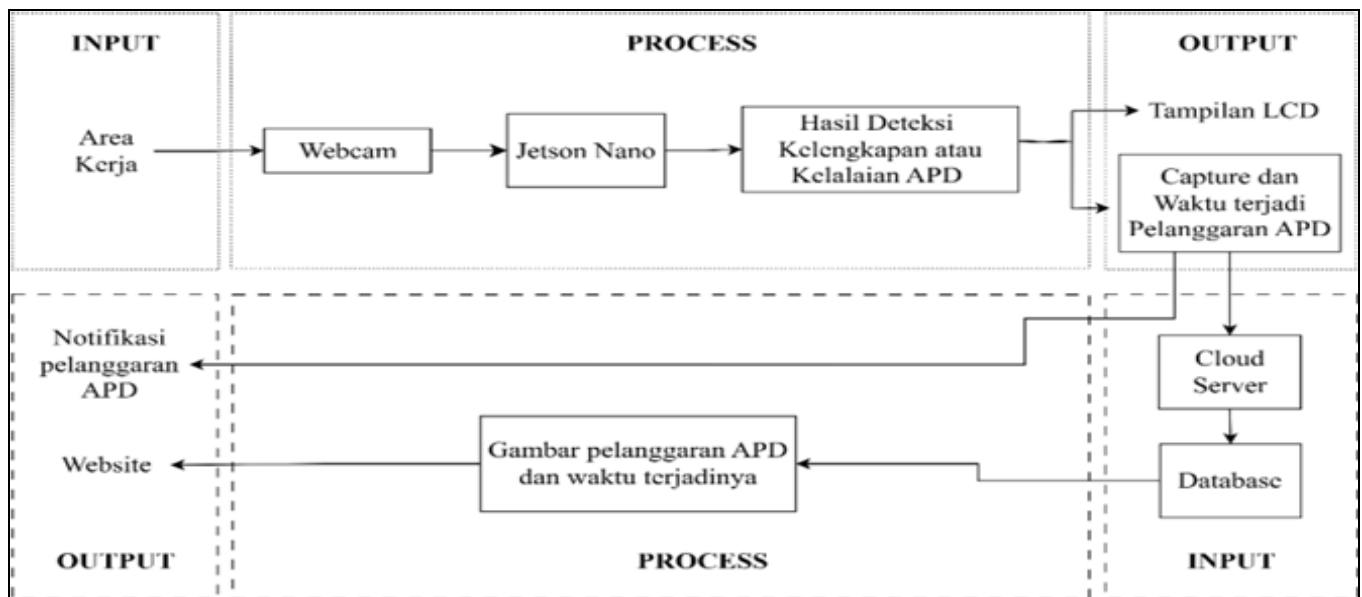 INPUT
PROCESS
OUTPUT
Area
Kerja
Webcam
Jetson Nano
Hasil Deteksi
Kelengkapan atau
Kelalaian APD
Tampilan LCD
Capture dan
Waktu terjadi
Pelanggaran APD
Notifikasi
pelanggaran
APD
Cloud
Server
Website
Gambar pelanggaran APD
dan waktu terjadinya
Database
OUTPUT
PROCESS
INPUT